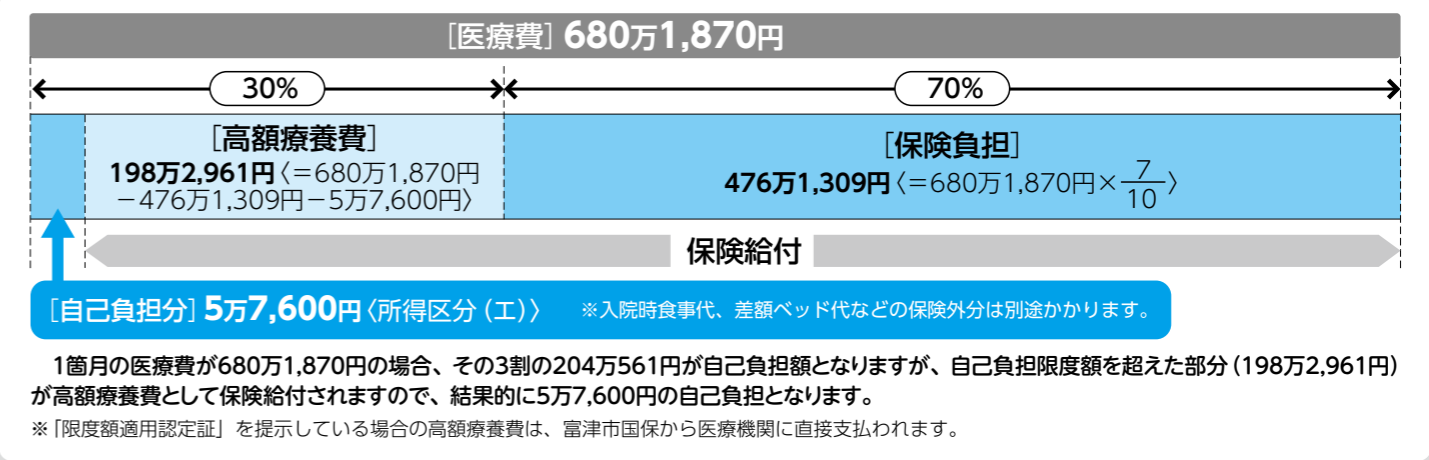 ［医療費］680万1,870円
30%
70%
［高額療養費］
198万2,961円〈＝680万1,870円
－476万1,309円－5万7,600円〉
［保険負担］
476万1,309円〈＝680万1,870円×7/10〉
保険給付
［自己負担分］5万7,600円〈所得区分（エ）〉　※入院時食事代、差額ベッド代などの保険外分は別途かかります。
1箇月の医療費が680万1,870円の場合、その3割の204万561円が自己負担額となりますが、自己負担限度額を超えた部分（198万2,961円）
が高額療養費として保険給付されますので、結果的に5万7,600円の自己負担となります。
※「限度額適用認定証」を提示している場合の高額療養費は、富津市国保から医療機関に直接支払われます。